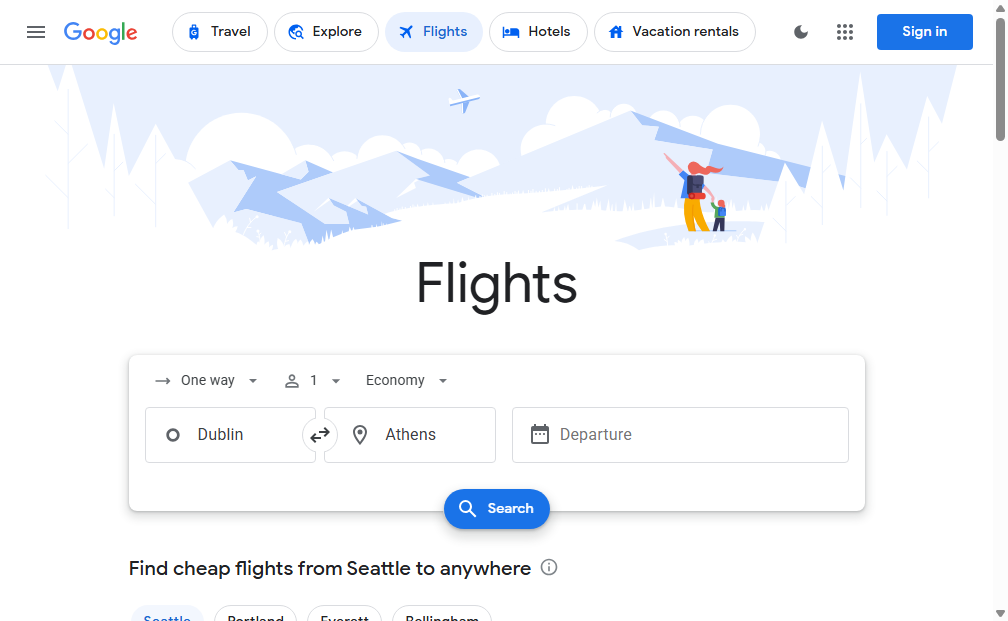 Google Travel Explore Flights Hotels Vacation rentals Sign in
Flights
One way 1 Economy
Dublin Athens Departure
Search
Find cheap flights from Seattle to anywhere
Seattle Portland Everett Bellingham